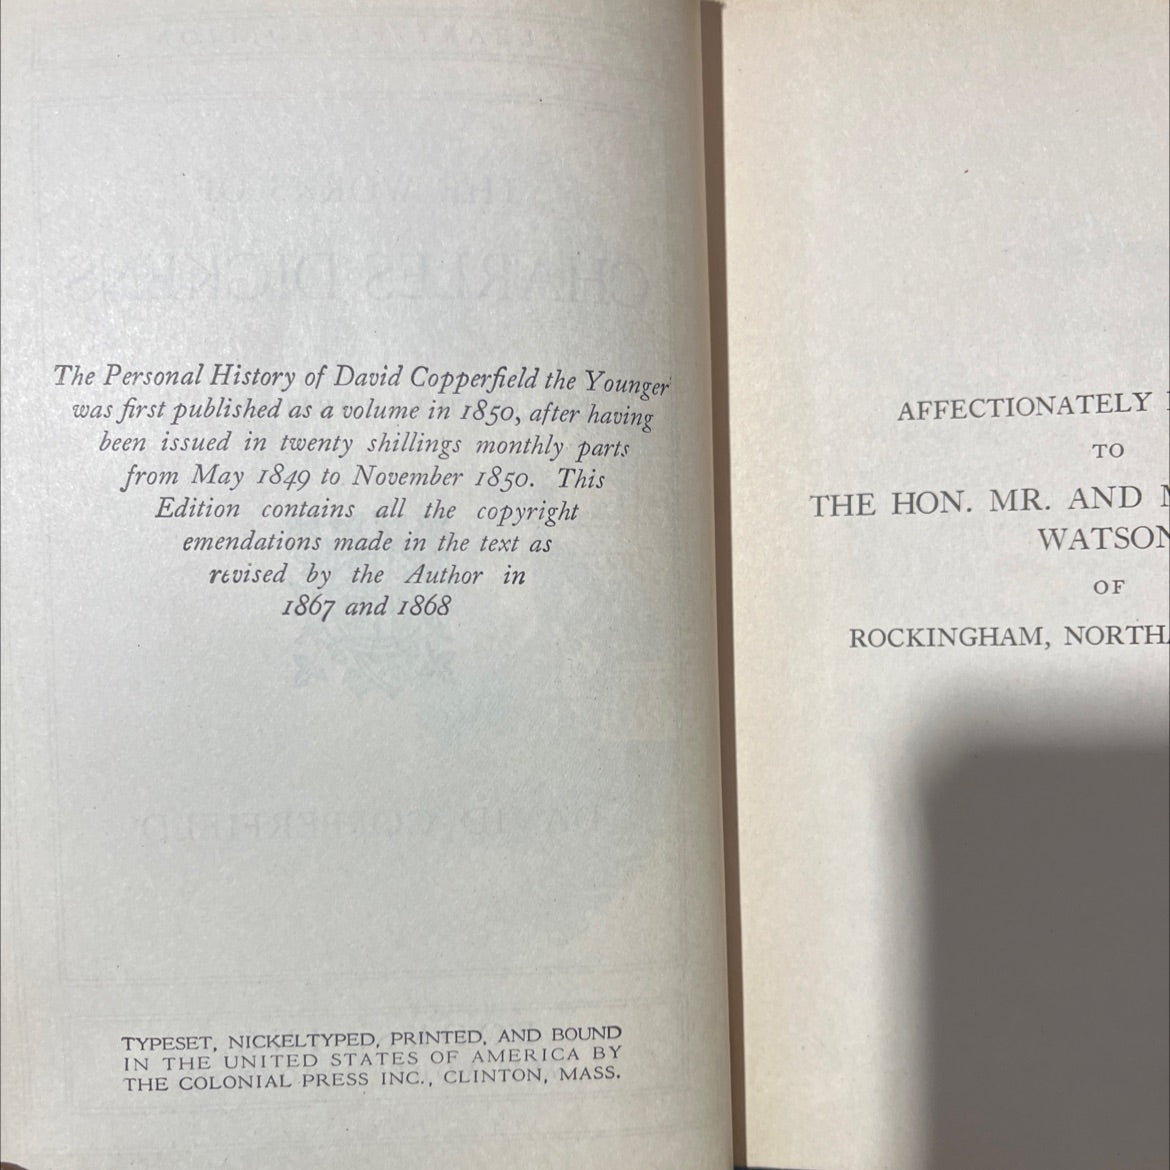 The Personal History of David Copperfield the Younger
was first published as a volume in 1850, after having
been issued in twenty shillings monthly parts
from May 1849 to November 1850. This
Edition contains all the copyright
emendations made in the text as
revised by the Author in
1867 and 1868
TYPESET, NICKELTYPED, PRINTED, AND BOUND
IN THE UNITED STATES OF AMERICA BY
THE COLONIAL PRESS INC., CLINTON, MASS.
AFFECTIONATELY
TO
THE HON. MR. AND
WATSON
OF
ROCKINGHAM, NORTHA